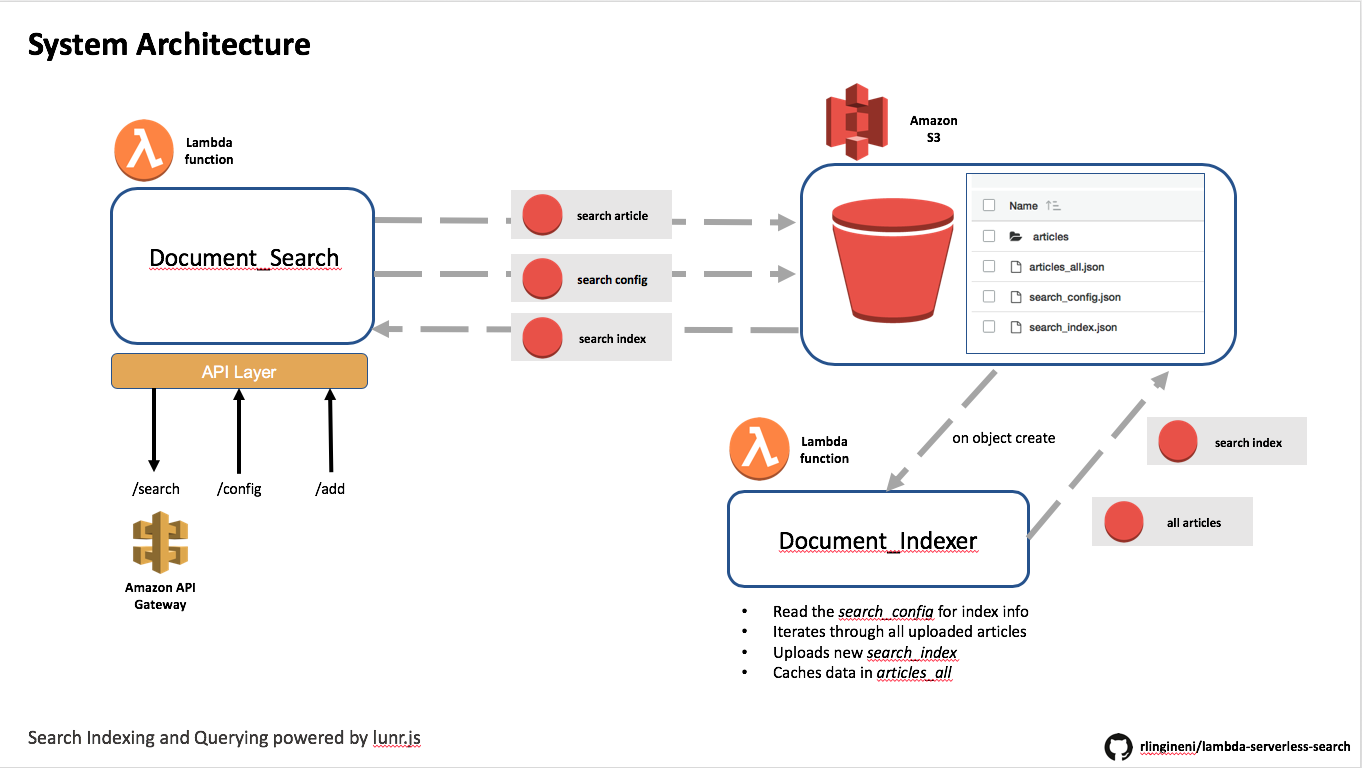 System Architecture
Lambda
function
Document_Search
API Layer
/search
/config
/add
Amazon API
Gateway
search article
search config
search index
Amazon
S3
Name
articles
articles_all.json
search_config.json
search_index.json
on object create
Lambda
function
Document_Indexer
search index
all articles
• Read the search_config for index info
• Iterates through all uploaded articles
• Uploads new search_index
• Caches data in articles_all
Search Indexing and Querying powered by lunr.js
rlingineni/lambda-serverless-search